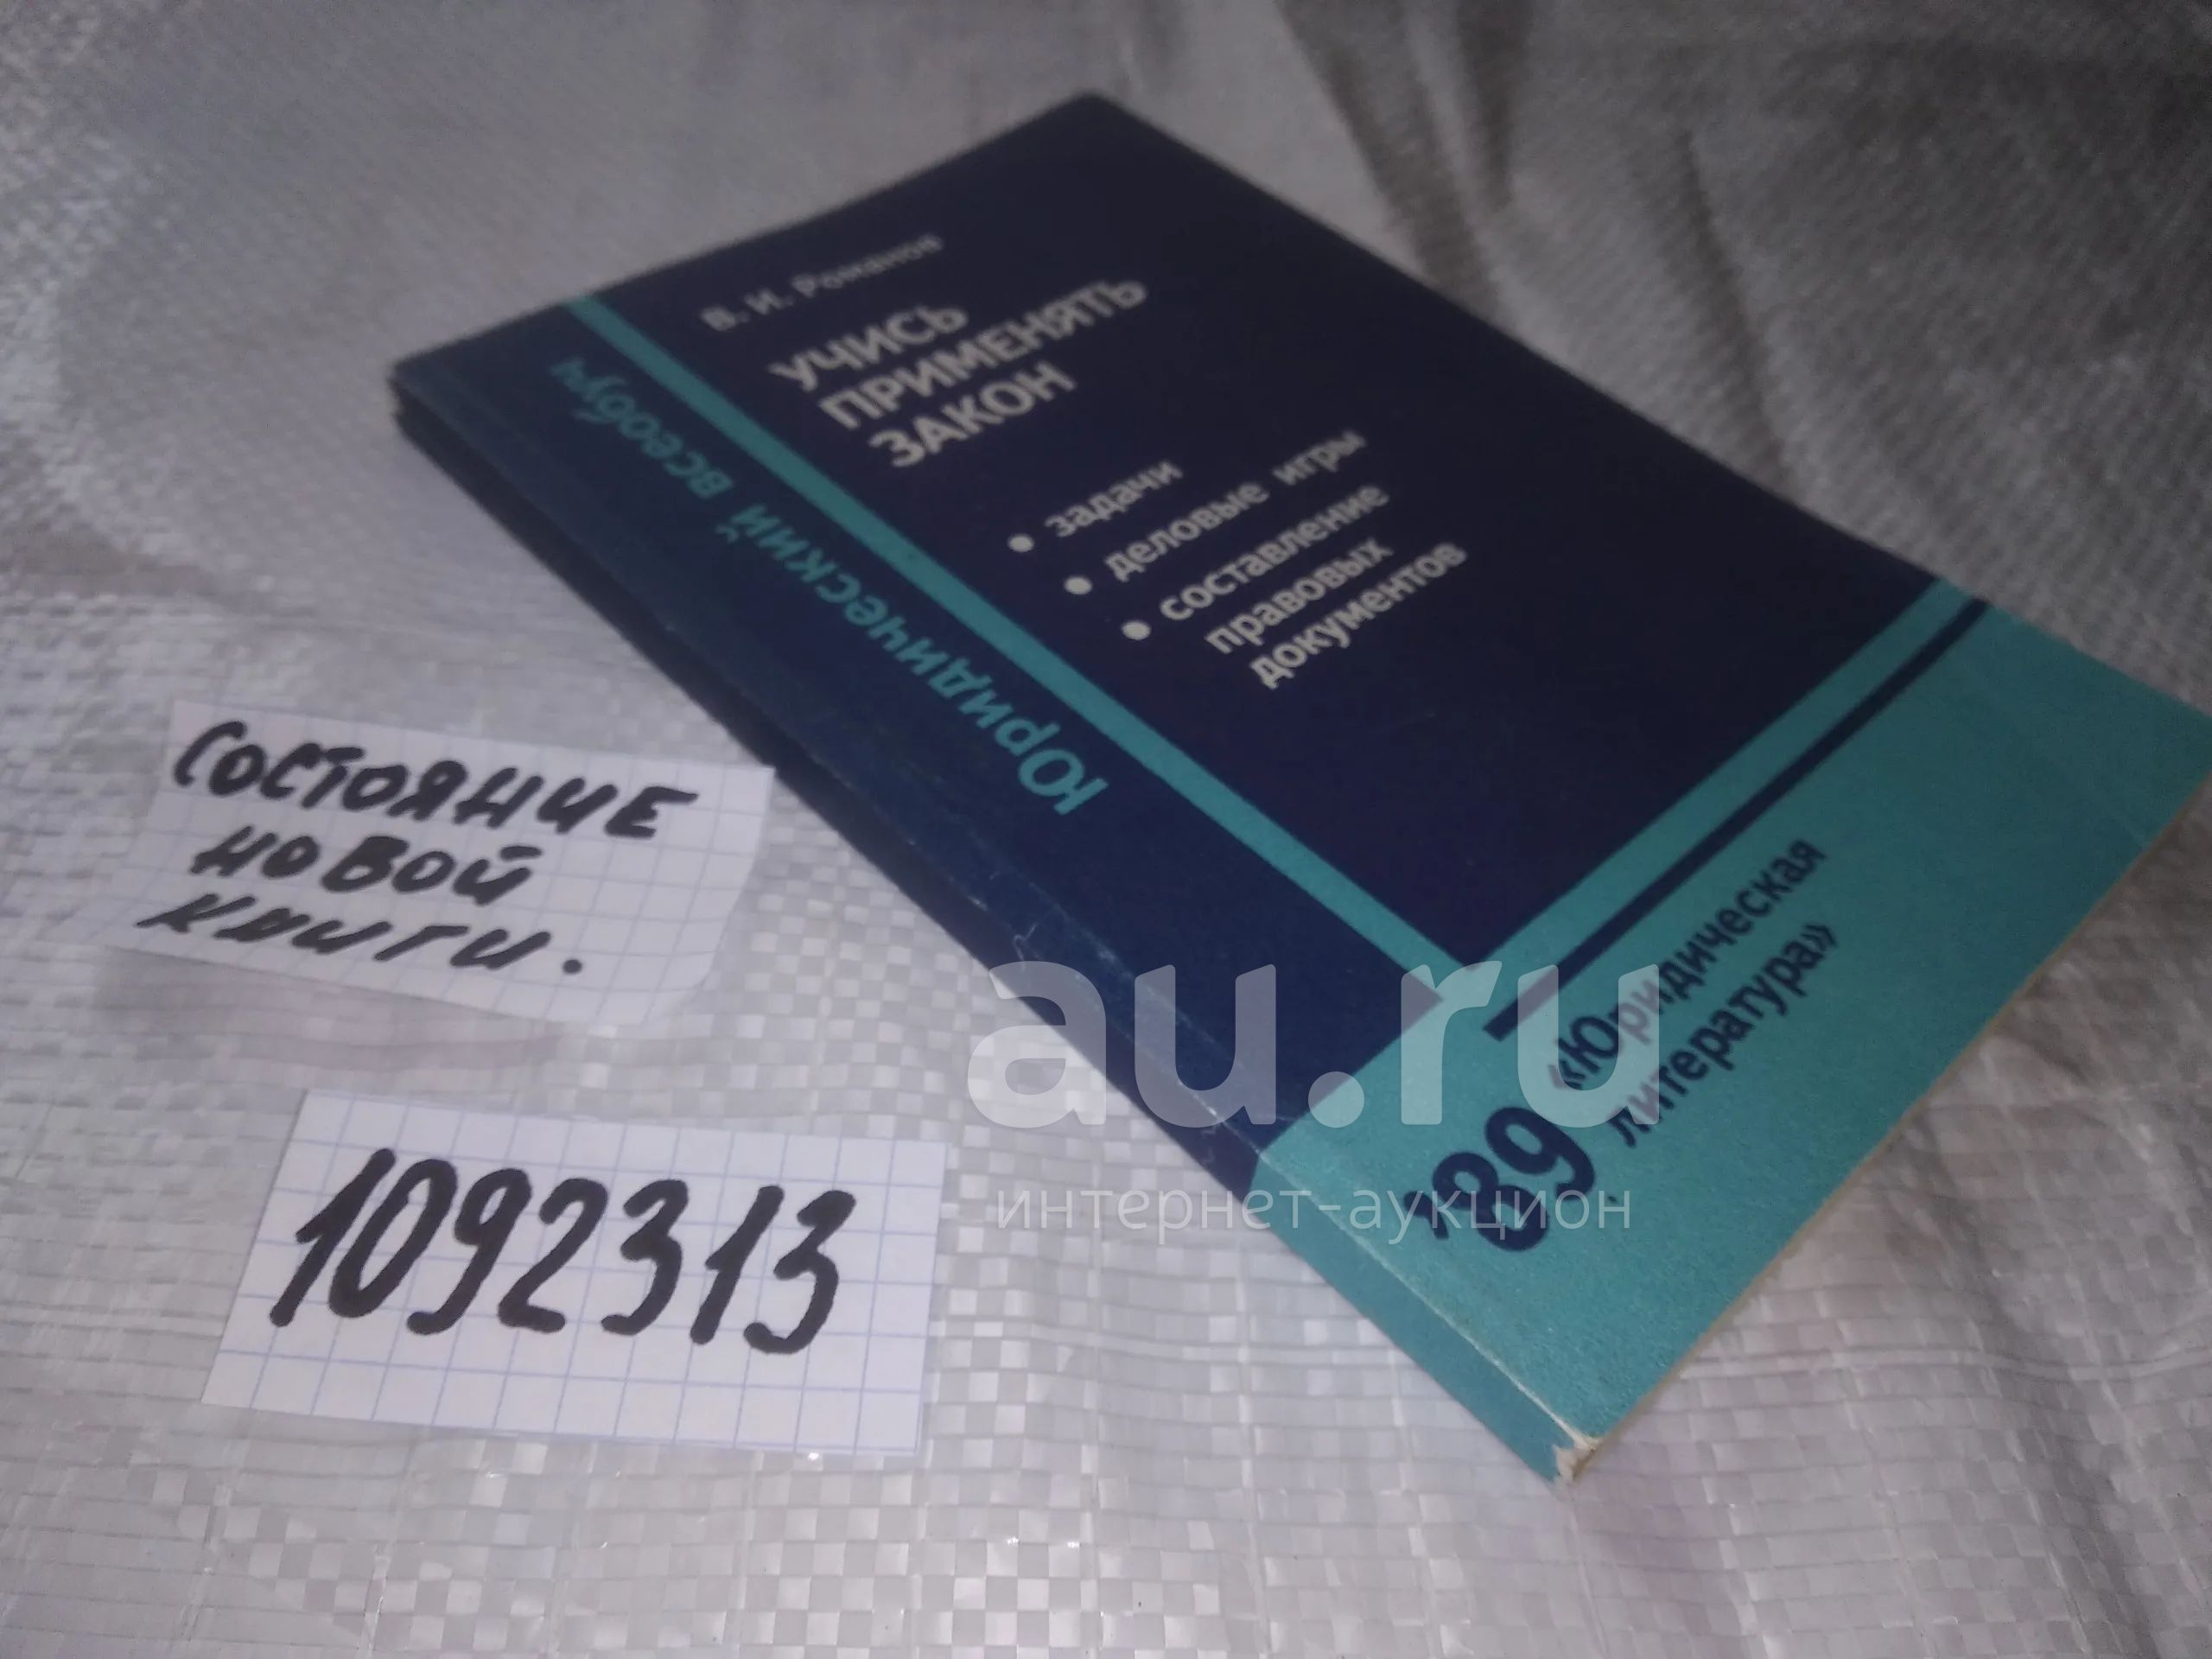 В. И. Романов
УЧИСЬ
ПРИМЕНЯТЬ
ЗАКОН
• задачи
• деловые игры
• составление
правовых
документов
Юридический всеобуч
«Юридическая
литература»
'89
СОСТОЯНИЕ
НОВОЙ
КНИГИ.
1092313
au.ru
интернет-аукцион